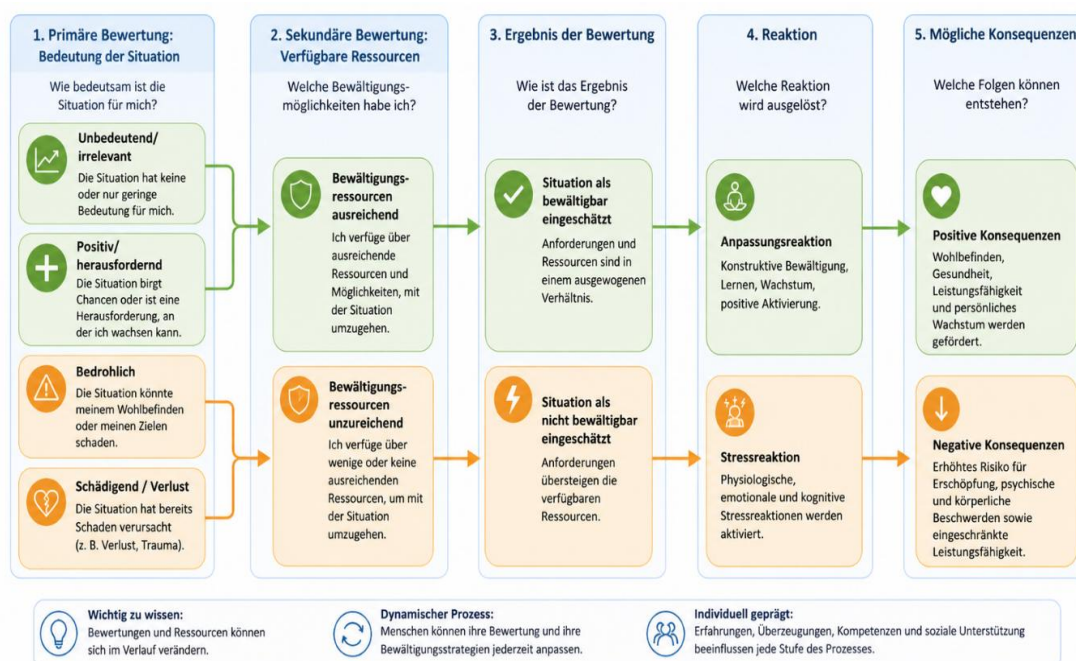 1. Primäre Bewertung:
Bedeutung der Situation
Wie bedeutsam ist die
Situation für mich?
Unbedeutend/
irrelevant
Die Situation hat keine
oder nur geringe
Bedeutung für mich.
Positiv/
herausfordernd
Die Situation birgt
Chancen oder ist eine
Herausforderung, an
der ich wachsen kann.
Bedrohlich
Die Situation könnte
meinem Wohlbefinden
oder meinen Zielen
schaden.
Schädigend / Verlust
Die Situation hat bereits
Schaden verursacht
(z. B. Verlust, Trauma).
2. Sekundäre Bewertung:
Verfügbare Ressourcen
Welche Bewältigungs-
möglichkeiten habe ich?
Bewältigungs-
ressourcen
ausreichend
Ich verfüge über
ausreichende
Ressourcen und
Möglichkeiten, mit
der Situation
umzugehen.
Bewältigungs-
ressourcen
unzureichend
Ich verfüge über
wenige oder keine
ausreichenden
Ressourcen, um mit
der Situation
umzugehen.
3. Ergebnis der Bewertung
Wie ist das Ergebnis
der Bewertung?
Situation als
bewältigbar
eingeschätzt
Anforderungen und
Ressourcen sind in
einem ausgewogenen
Verhältnis.
Situation als
nicht bewältigbar
eingeschätzt
Anforderungen
übersteigen die
verfügbaren
Ressourcen.
4. Reaktion
Welche Reaktion
wird ausgelöst?
Anpassungsreaktion
Konstruktive Bewältigung,
Lernen, Wachstum,
positive Aktivierung.
Stressreaktion
Physiologische,
emotionale und kognitive
Stressreaktionen werden
aktiviert.
5. Mögliche Konsequenzen
Welche Folgen können
entstehen?
Positive Konsequenzen
Wohlbefinden,
Gesundheit,
Leistungsfähigkeit
und persönliches
Wachstum werden
gefördert.
Negative Konsequenzen
Erhöhtes Risiko für
Erschöpfung, psychische
und körperliche
Beschwerden sowie
eingeschränkte
Leistungsfähigkeit.
Wichtig zu wissen:
Bewertungen und Ressourcen können
sich im Verlauf verändern.
Dynamischer Prozess:
Menschen können ihre Bewertung und ihre
Bewältigungsstrategien jederzeit anpassen.
Individuell geprägt:
Erfahrungen, Überzeugungen, Kompetenzen und soziale Unterstützung
beeinflussen jede Stufe des Prozesses.